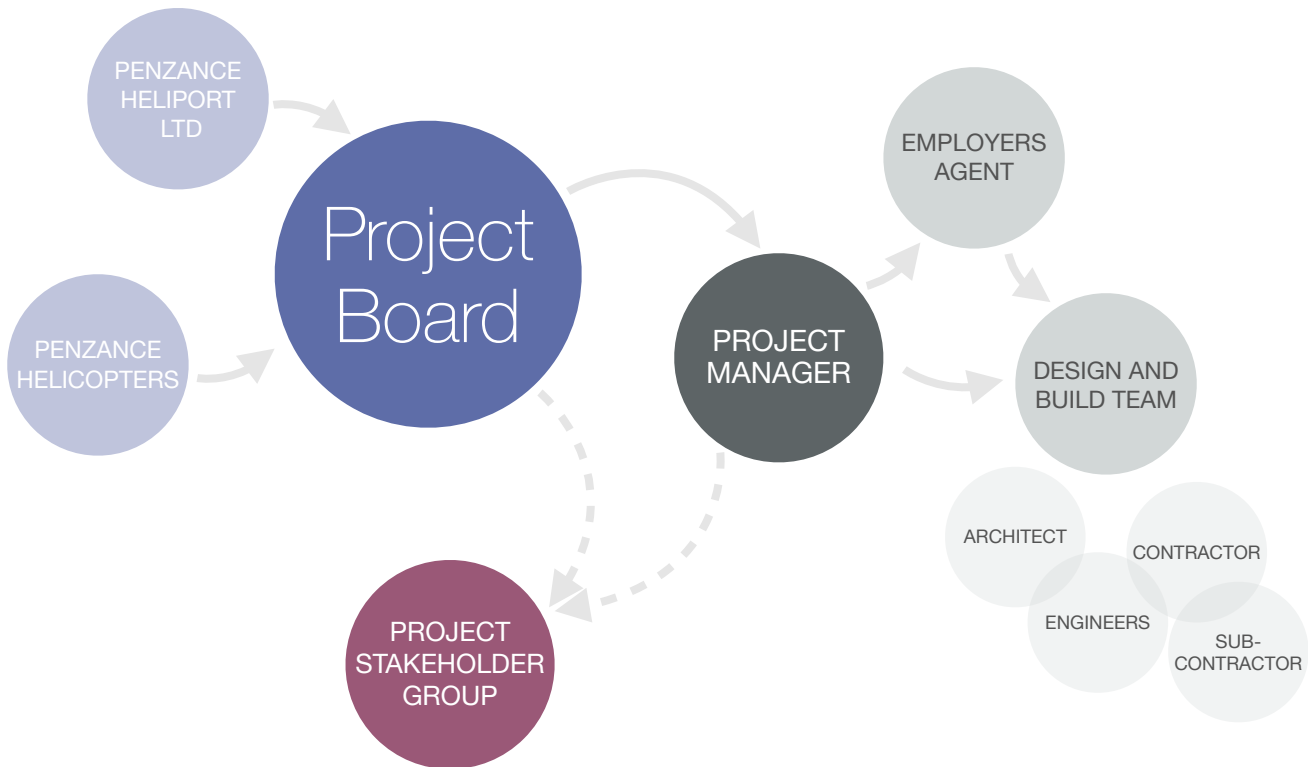 PENZANCE
HELIPORT
LTD
Project
Board
PENZANCE
HELICOPTERS
PROJECT
MANAGER
EMPLOYERS
AGENT
DESIGN AND
BUILD TEAM
ARCHITECT
CONTRACTOR
ENGINEERS
SUB-
CONTRACTOR
PROJECT
STAKEHOLDER
GROUP